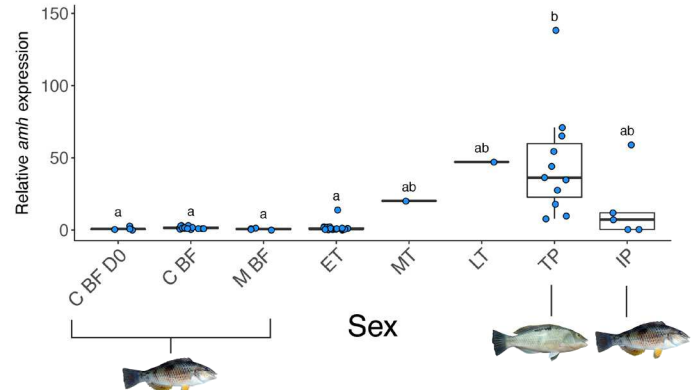 Relative amh expression
150
100
50
0
a
a
a
a
ab
ab
b
ab
C BF D0
C BF
M BF
ET
MT
LT
TP
IP
Sex